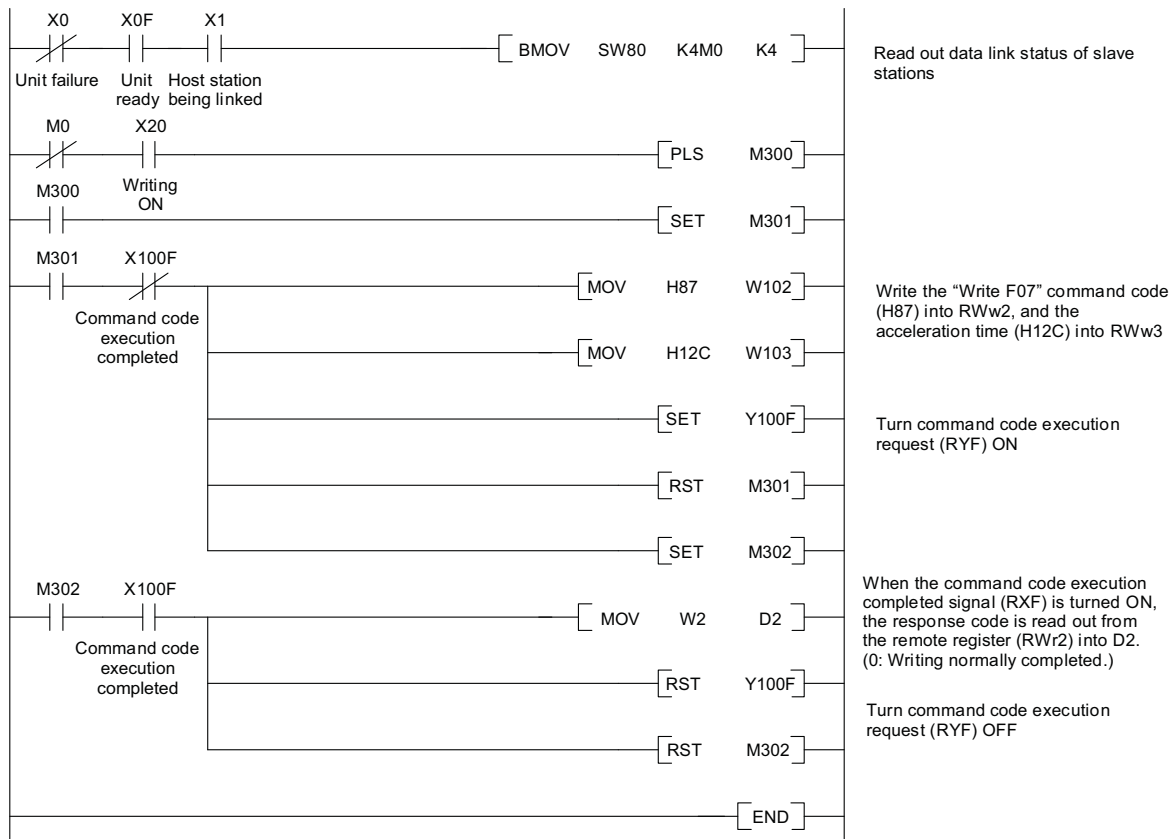 X0 X0F X1
BMOV SW80 K4M0 K4
Unit failure Unit ready Host station being linked
Read out data link status of slave
stations
M0 X20
PLS M300
Writing
ON
M300
SET M301
M301 X100F
MOV H87 W102
Command code
execution
completed
Write the “Write F07” command code
(H87) into RWw2, and the
acceleration time (H12C) into RWw3
MOV H12C W103
SET Y100F
Turn command code execution
request (RYF) ON
RST M301
SET M302
M302 X100F
MOV W2 D2
Command code
execution
completed
When the command code execution
completed signal (RXF) is turned ON,
the response code is read out from
the remote register (RWr2) into D2.
(0: Writing normally completed.)
RST Y100F
Turn command code execution
request (RYF) OFF
RST M302
END